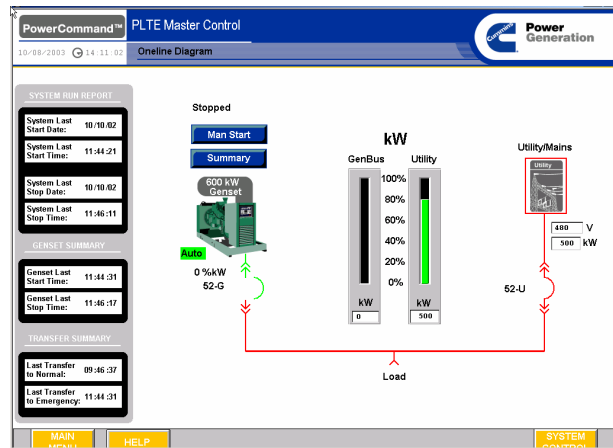 PowerCommand™
PLTE Master Control
Cummins
Power
Generation
10/08/2003 14:11:02
Oneline Diagram
SYSTEM RUN REPORT
System Last
Start Date: 10/10/02
System Last
Start Time: 11:44:21
System Last
Stop Date: 10/10/02
System Last
Stop Time: 11:46:11
GENSET SUMMARY
Genset Last
Start Time: 11:44:31
Genset Last
Stop Time: 11:46:17
TRANSFER SUMMARY
Last Transfer
to Normal: 09:46:37
Last Transfer
to Emergency: 11:44:31
Stopped
Man Start
Summary
600 kW
Genset
Auto
0 %kW
52-G
kW
GenBus Utility
100%
80%
60%
40%
20%
0%
kW kW
0 500
Utility/Mains
Utility
480 V
500 kW
52-U
Load
MAIN
MENU
HELP
SYSTEM
CONTROL